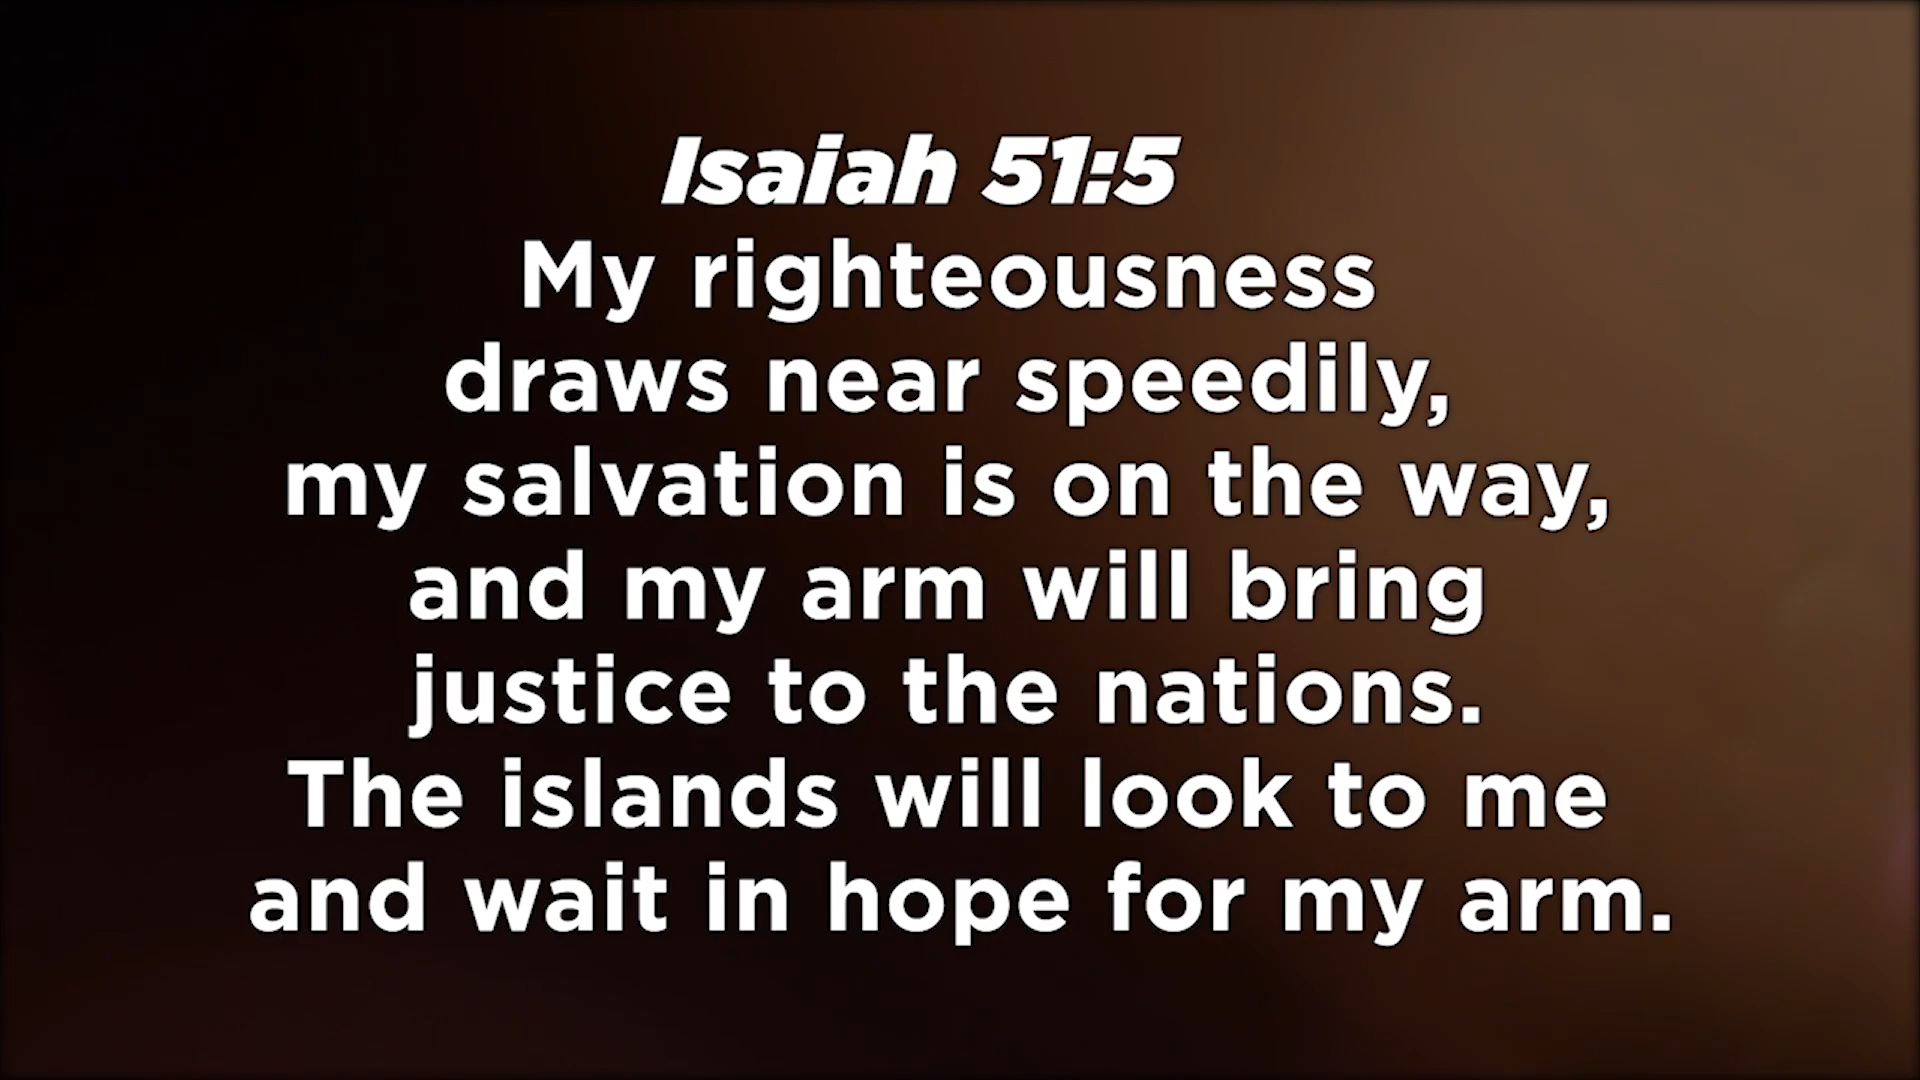 Isaiah 51:5
My righteousness
draws near speedily,
my salvation is on the way,
and my arm will bring
justice to the nations.
The islands will look to me
and wait in hope for my arm.